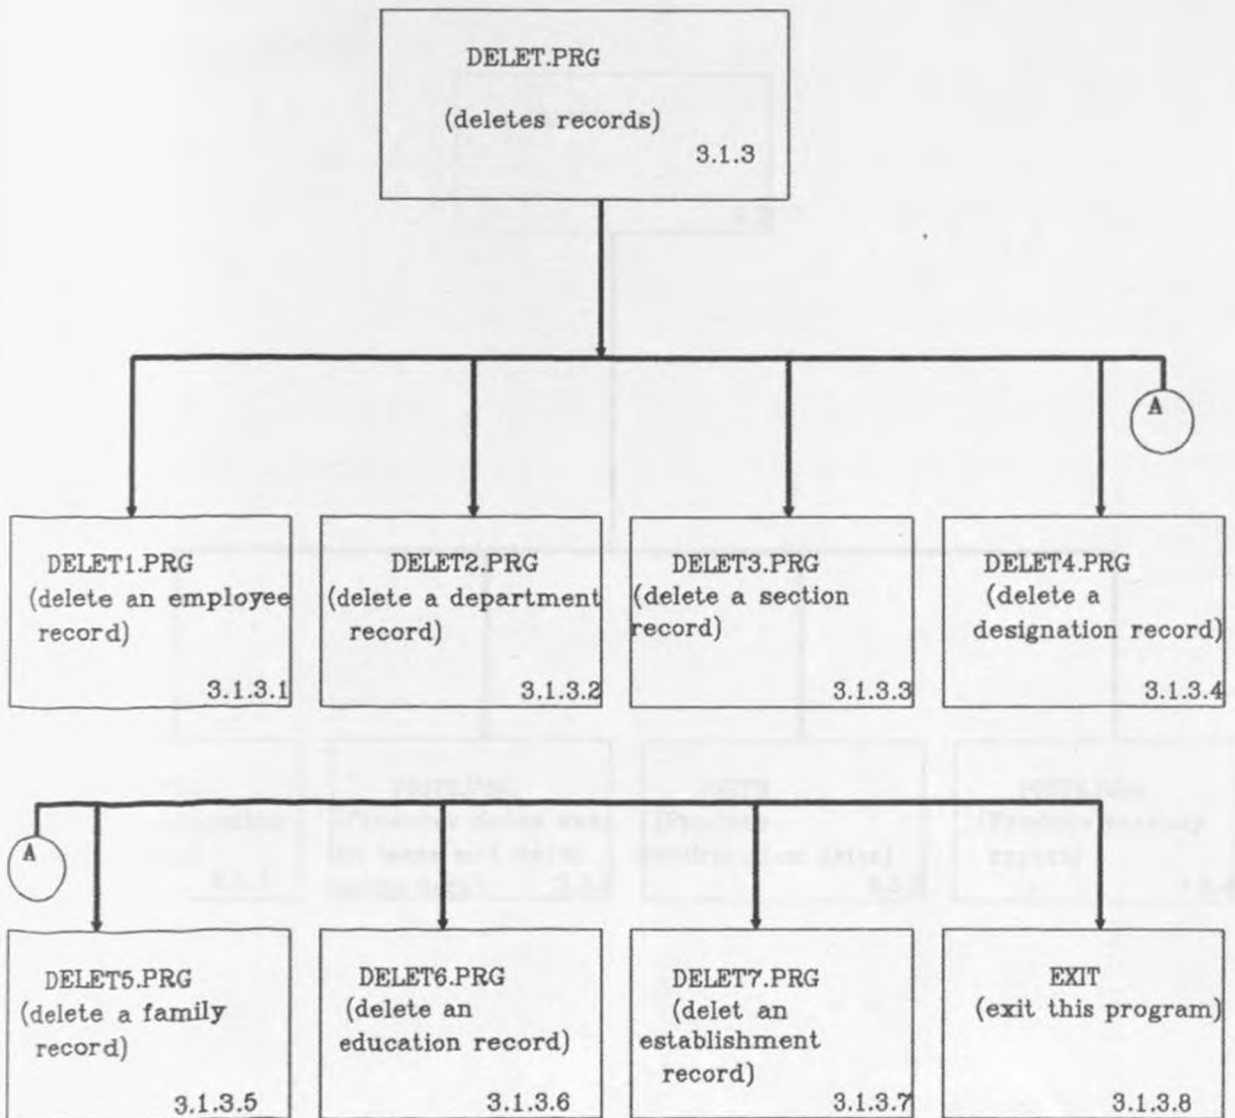 DELET.PRG
(deletes records)
3.1.3
A
DELET1.PRG
(delete an employee
record)
3.1.3.1
DELET2.PRG
(delete a department
record)
3.1.3.2
DELET3.PRG
(delete a section
record)
3.1.3.3
DELET4.PRG
(delete a
designation record)
3.1.3.4
A
DELET5.PRG
(delete a family
record)
3.1.3.5
DELET6.PRG
(delete an
education record)
3.1.3.6
DELET7.PRG
(delet an
establishment
record)
3.1.3.7
EXIT
(exit this program)
3.1.3.8